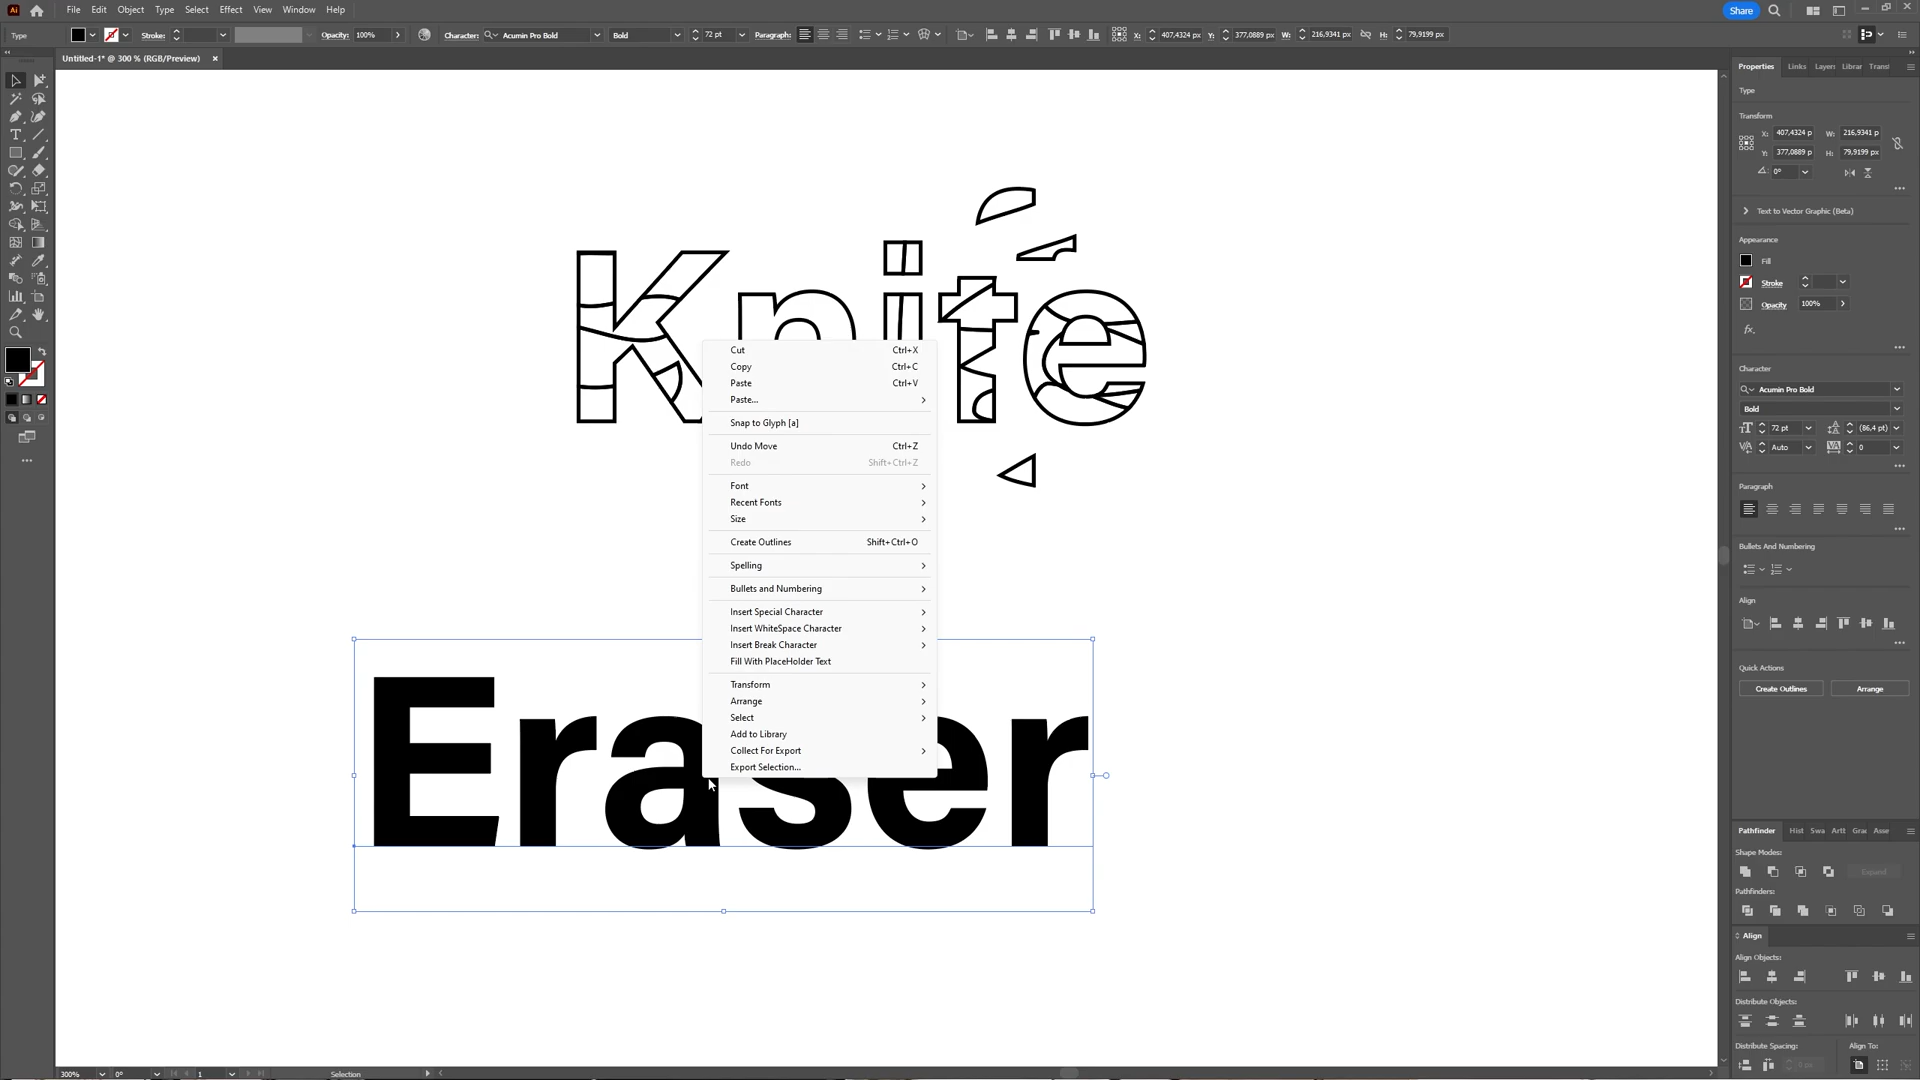 File Edit Object Type Select Effect View Window Help
Share
Type
Stroke:
Opacity: 100%
Character: Acumin Pro Bold
Bold
72 pt
Paragraph:
X: 407,4324 px
Y: 377,0889 px
W: 216,9341 px
H: 79,9199 px
Untitled-1* @ 300 % (RGB/Preview)
Knife
Cut Ctrl+X
Copy Ctrl+C
Paste Ctrl+V
Paste...
Snap to Glyph [a]
Undo Move Ctrl+Z
Redo Shift+Ctrl+Z
Font
Recent Fonts
Size
Create Outlines Shift+Ctrl+O
Spelling
Bullets and Numbering
Insert Special Character
Insert WhiteSpace Character
Insert Break Character
Fill With PlaceHolder Text
Transform
Arrange
Select
Add to Library
Collect For Export
Export Selection...
Eraser
Properties Links Layers Librar Trans
Type
Transform
X: 407,4324 p W: 216,9341 p
Y: 377,0889 p H: 79,9199 px
0°
Text to Vector Graphic (Beta)
Appearance
Fill
Stroke
Opacity 100%
fx.
Character
Acumin Pro Bold
Bold
72 pt (86,4 pt)
Auto 0
Paragraph
Bullets And Numbering
Align
Quick Actions
Create Outlines Arrange
Pathfinder Hist Swa Artt Gra Asse
Shape Modes:
Expand
Pathfinders:
Align
Align Objects:
Distribute Objects:
Distribute Spacing: Align To:
0 px
300% 0° 1 Selection